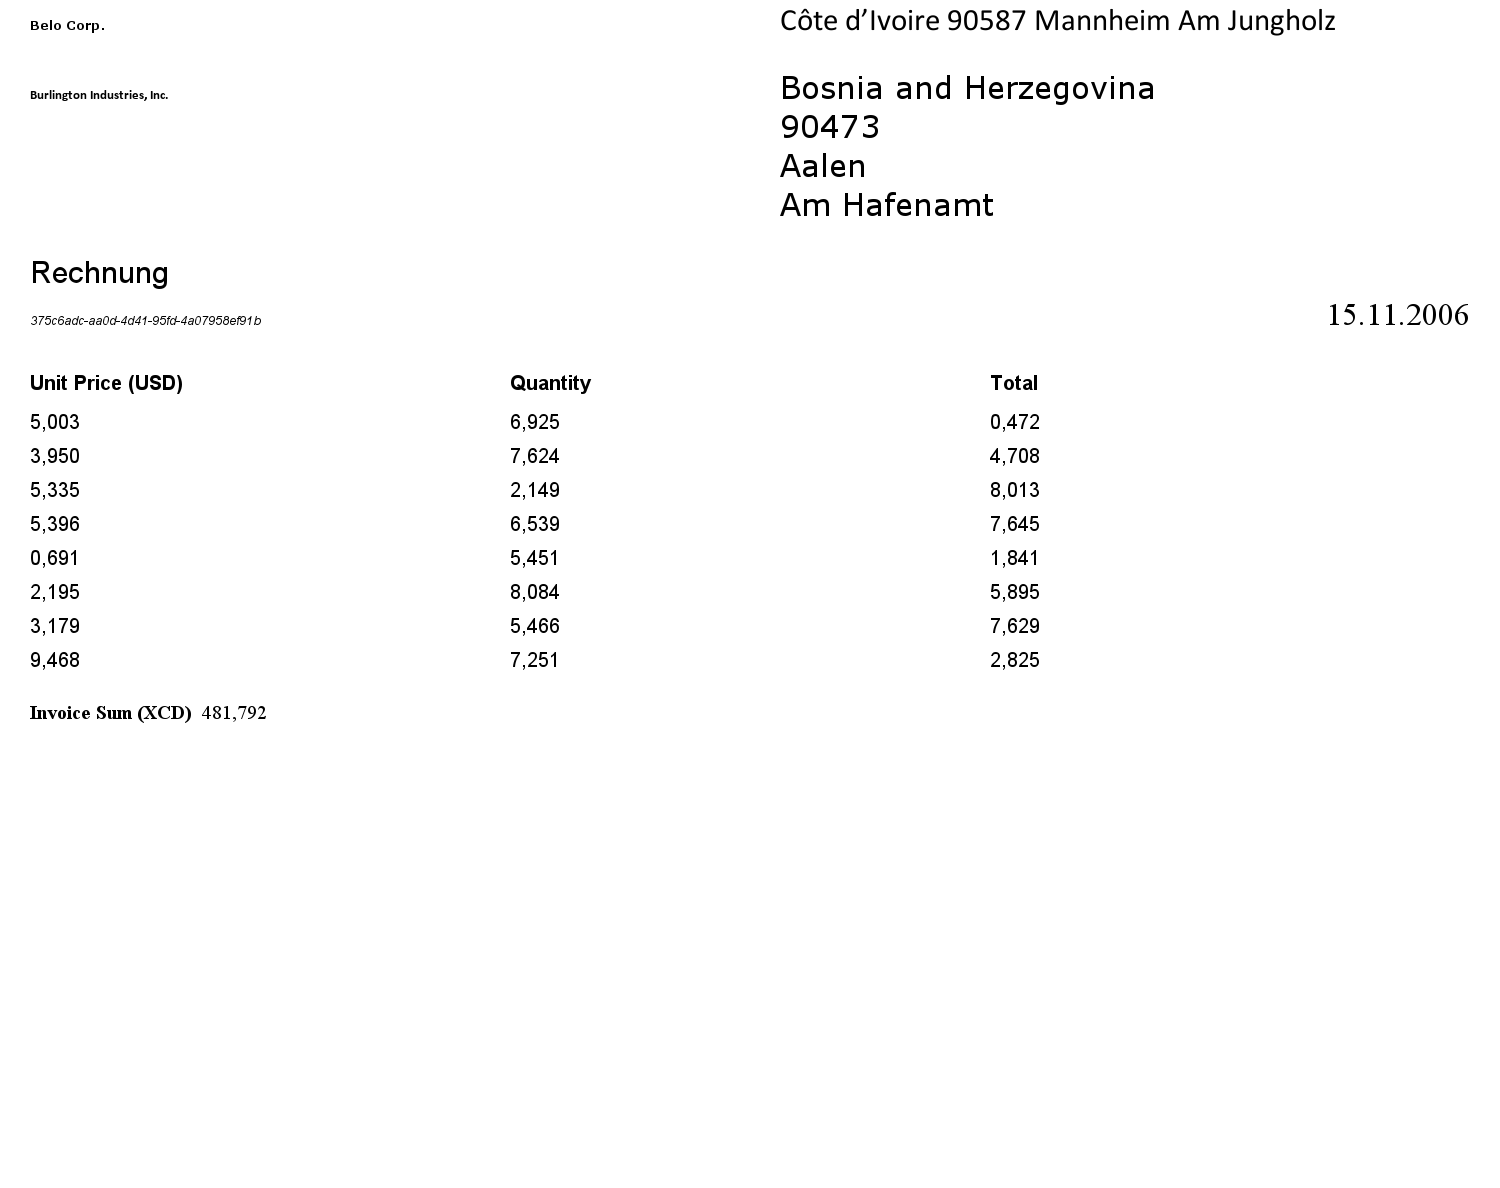 Belo Corp.
Côte d’Ivoire 90587 Mannheim Am Jungholz
Burlington Industries, Inc.
Bosnia and Herzegovina
90473
Aalen
Am Hafenamt
Rechnung
375c6adc-aa0d-4d41-95fd-4a07958ef91b
15.11.2006
Unit Price (USD) Quantity Total
5,003 6,925 0,472
3,950 7,624 4,708
5,335 2,149 8,013
5,396 6,539 7,645
0,691 5,451 1,841
2,195 8,084 5,895
3,179 5,466 7,629
9,468 7,251 2,825
Invoice Sum (XCD) 481,792